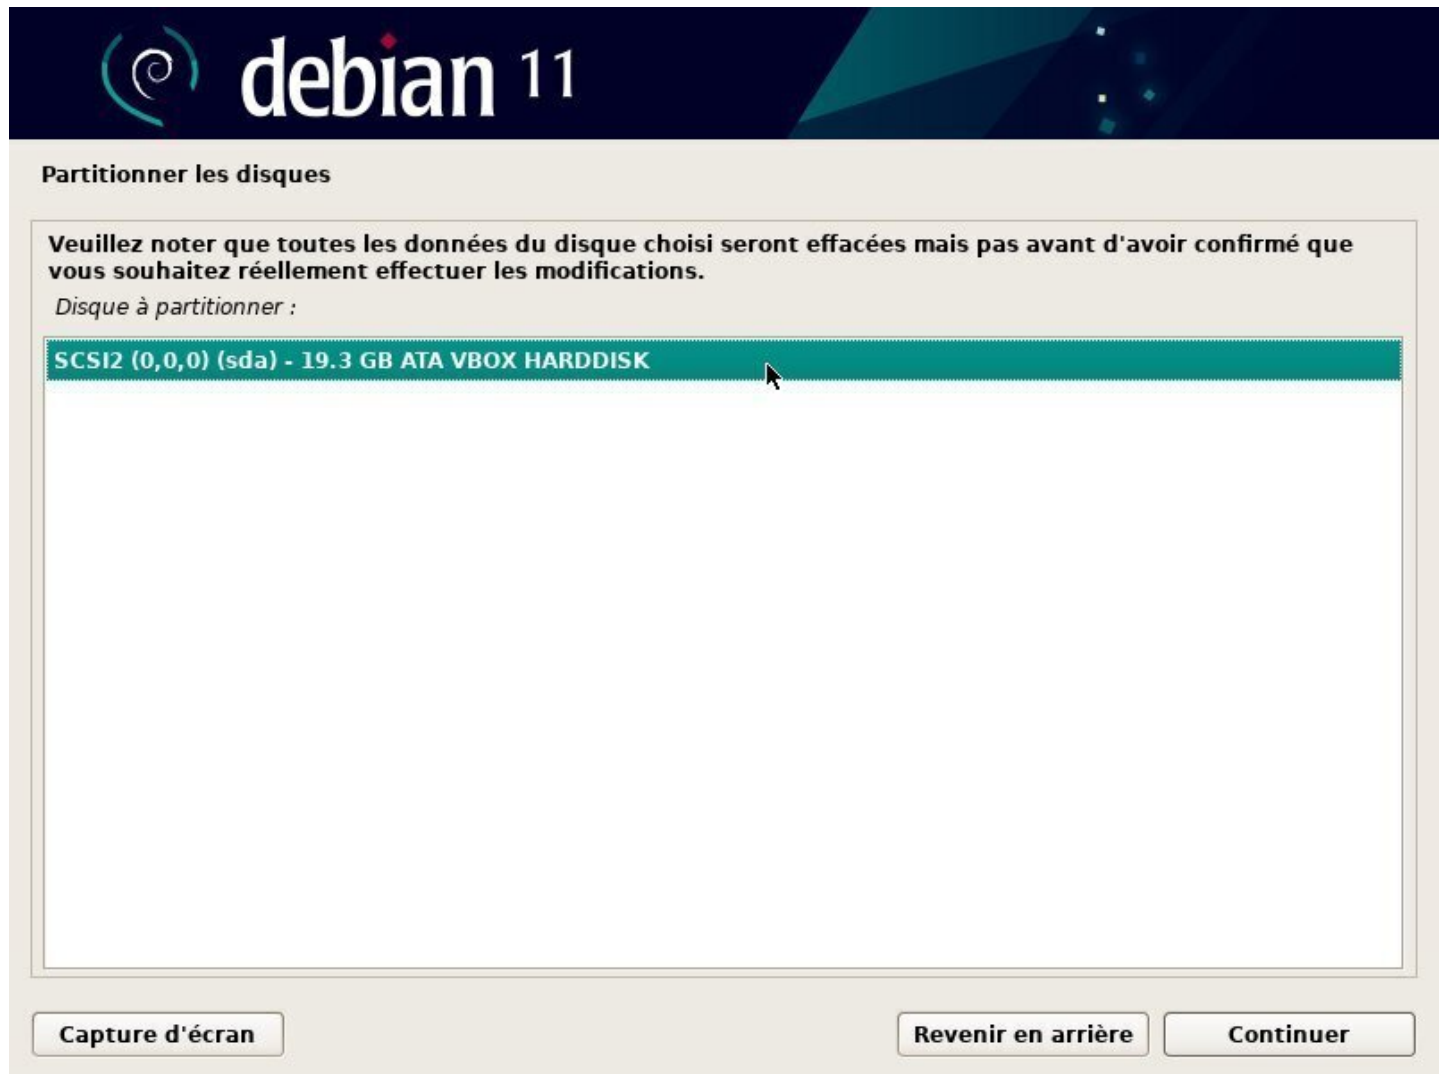 debian 11
Partitionner les disques
Veuillez noter que toutes les données du disque choisi seront effacées mais pas avant d'avoir confirmé que
vous souhaitez réellement effectuer les modifications.
Disque à partitionner :
SCSI2 (0,0,0) (sda) - 19.3 GB ATA VBOX HARDDISK
Capture d'écran
Revenir en arrière
Continuer